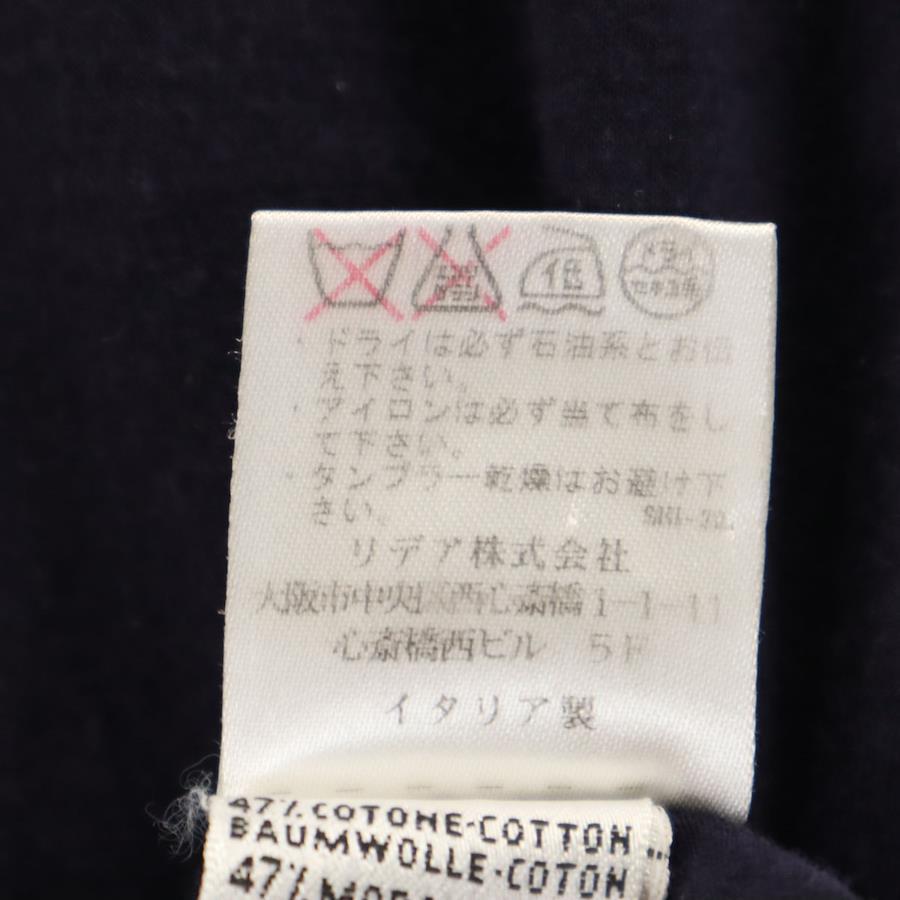 低
ドライ
・ドライは必ず石油系とお伝
え下さい。
・アイロンは必ず当て布をし
て下さい。
・タンブラー乾燥はお避け下
さい。
リデア株式会社
大阪市中央区西心斎橋1-1-11
心斎橋西ビル 5F
イタリア製
47% COTONE-COTTON
BAUMWOLLE-COTON
47%